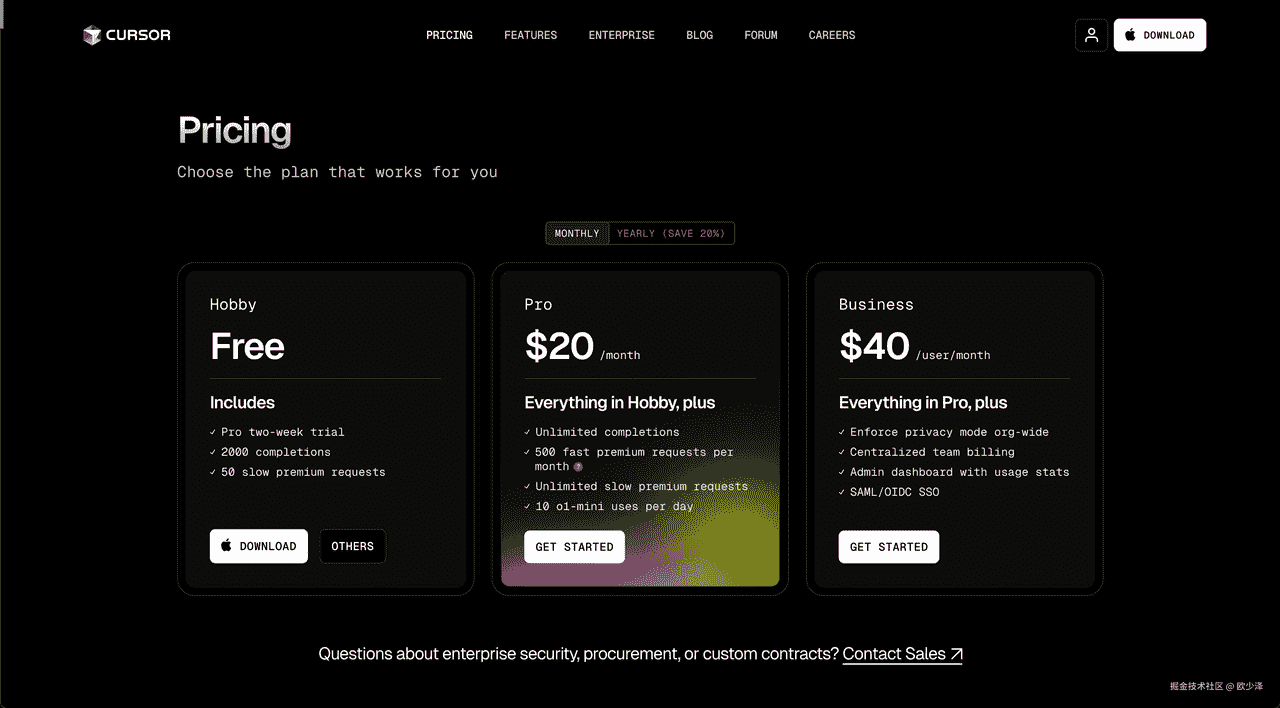 CURSOR
PRICING FEATURES ENTERPRISE BLOG FORUM CAREERS
DOWNLOAD
Pricing
Choose the plan that works for you
MONTHLY YEARLY (SAVE 20%)
Hobby
Free
Includes
✓ Pro two-week trial
✓ 2000 completions
✓ 50 slow premium requests
DOWNLOAD OTHERS
Pro
$20 /month
Everything in Hobby, plus
✓ Unlimited completions
✓ 500 fast premium requests per
month ?
✓ Unlimited slow premium requests
✓ 10 o1-mini uses per day
GET STARTED
Business
$40 /user/month
Everything in Pro, plus
✓ Enforce privacy mode org-wide
✓ Centralized team billing
✓ Admin dashboard with usage stats
✓ SAML/OIDC SSO
GET STARTED
Questions about enterprise security, procurement, or custom contracts? Contact Sales ↗
掘金技术社区 @ 欧少泽